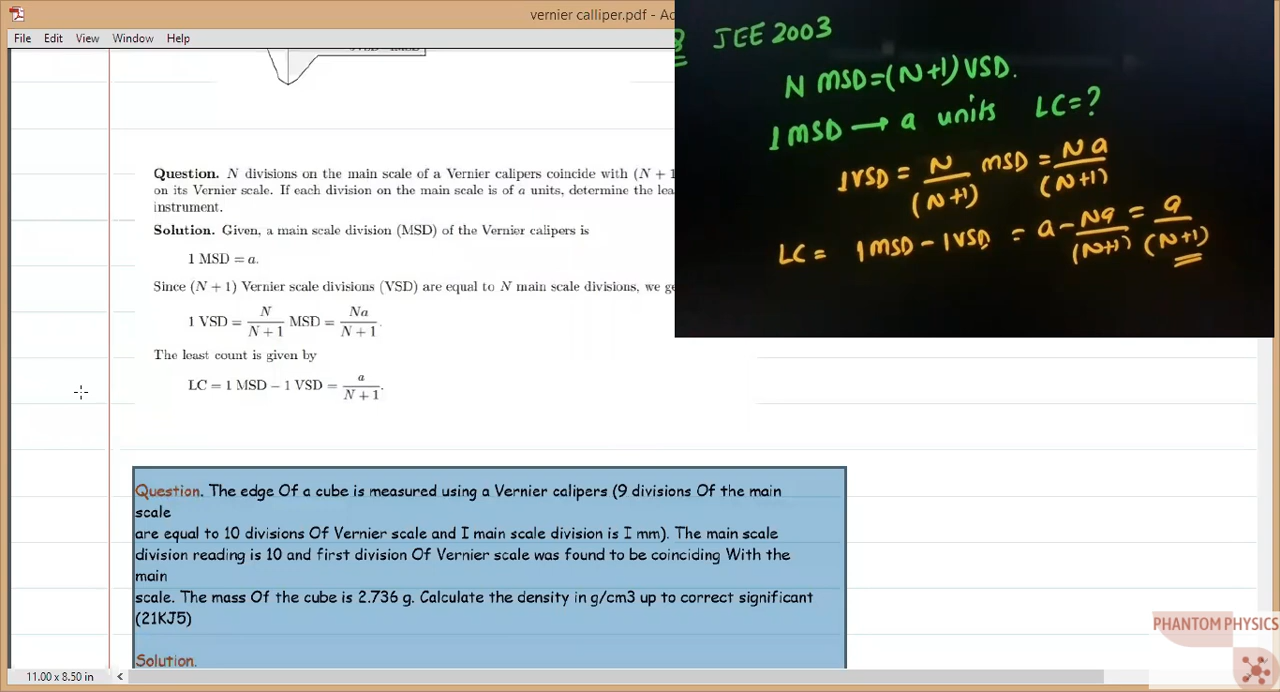 vernier calliper.pdf - Ad
File Edit View Window Help
JEE 2003
N MSD=(N+1) VSD.
1 MSD → a units LC=?
1VSD = N/(N+1) MSD = Na/(N+1)
LC = 1MSD - 1VSD = a - Na/(N+1) = a/(N+1)
Question. N divisions on the main scale of a Vernier calipers coincide with (N + 1
on its Vernier scale. If each division on the main scale is of a units, determine the lea
instrument.
Solution. Given, a main scale division (MSD) of the Vernier calipers is
1 MSD = a.
Since (N + 1) Vernier scale divisions (VSD) are equal to N main scale divisions, we ge
1 VSD = N/N + 1 MSD = Na/N + 1.
The least count is given by
LC = 1 MSD − 1 VSD = a/N + 1.
Question. The edge Of a cube is measured using a Vernier calipers (9 divisions Of the main
scale
are equal to 10 divisions Of Vernier scale and I main scale division is I mm). The main scale
division reading is 10 and first division Of Vernier scale was found to be coinciding With the
main
scale. The mass Of the cube is 2.736 g. Calculate the density in g/cm3 up to correct significant
(21KJ5)
Solution.
PHANTOM PHYSICS
11.00 x 8.50 in